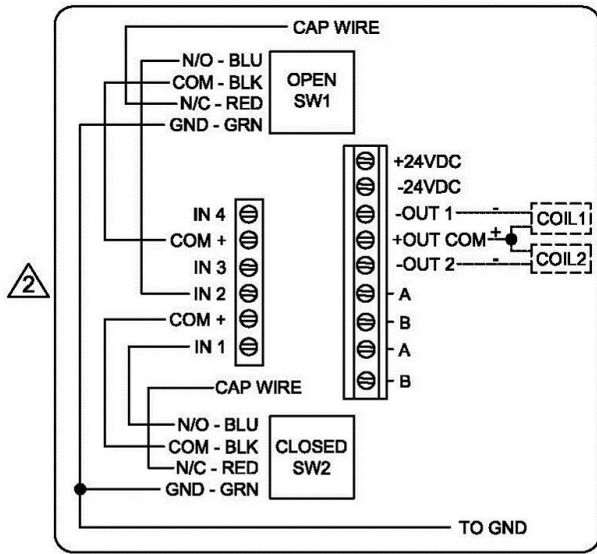 CAP WIRE
N/O - BLU
COM - BLK
N/C - RED
GND - GRN
OPEN
SW1
+24VDC
-24VDC
-OUT 1 -
+OUT COM +
-OUT 2 -
COIL1
COIL2
A
B
A
B
IN 4
COM +
IN 3
IN 2
COM +
IN 1
2
CAP WIRE
N/O - BLU
COM - BLK
N/C - RED
GND - GRN
CLOSED
SW2
TO GND